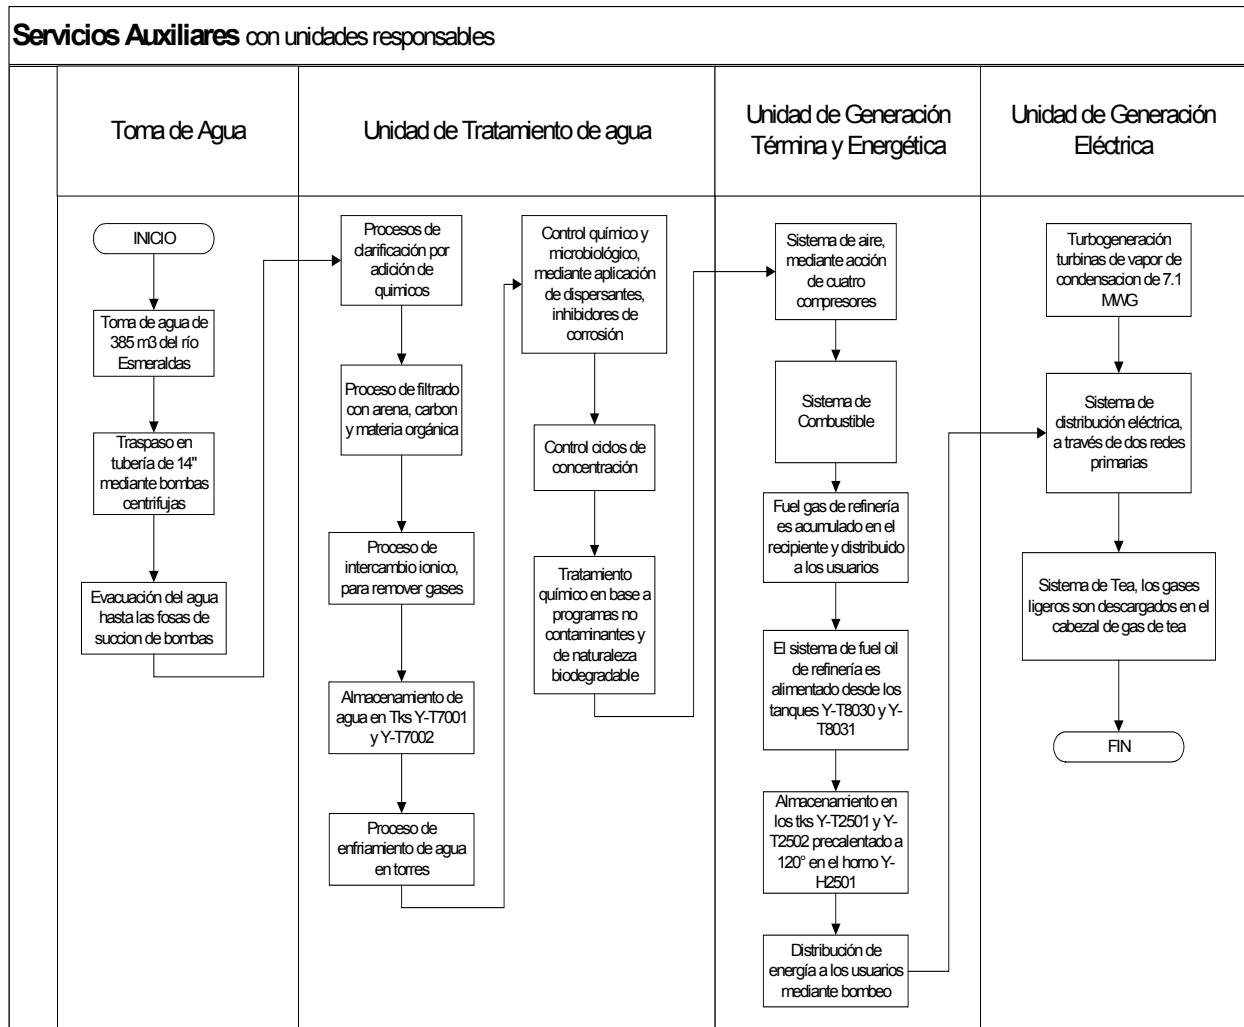 Servicios Auxiliares con unidades responsables
Toma de Agua
Unidad de Tratamiento de agua
Unidad de Generación
Términa y Energética
Unidad de Generación
Eléctrica
INICIO
Toma de agua de
385 m3 del río
Esmeraldas
Traspaso en
tubería de 14"
mediante bombas
centrifujas
Evacuación del agua
hasta las fosas de
succion de bombas
Procesos de
clarificación por
adición de
quimicos
Proceso de filtrado
con arena, carbon
y materia orgánica
Proceso de
intercambio ionico,
para remover gases
Almacenamiento de
agua en Tks Y-T7001
y Y-T7002
Proceso de
enfriamiento de agua
en torres
Control químico y
microbiológico,
mediante aplicación
de dispersantes,
inhibidores de
corrosión
Control ciclos de
concentración
Tratamiento
químico en base a
programas no
contaminantes y
de naturaleza
biodegradable
Sistema de aire,
mediante acción
de cuatro
compresores
Sistema de
Combustible
Fuel gas de refinería
es acumulado en el
recipiente y distribuido
a los usuarios
El sistema de fuel oil
de refinería es
alimentado desde los
tanques Y-T8030 y Y-
T8031
Almacenamiento en
los tks Y-T2501 y Y-
T2502 precalentado a
120° en el horno Y-
H2501
Distribución de
energía a los usuarios
mediante bombeo
Turbogeneración
turbinas de vapor de
condensacion de 7.1
MWG
Sistema de
distribución eléctrica,
a través de dos redes
primarias
Sistema de Tea, los gases
ligeros son descargados en el
cabezal de gas de tea
FIN